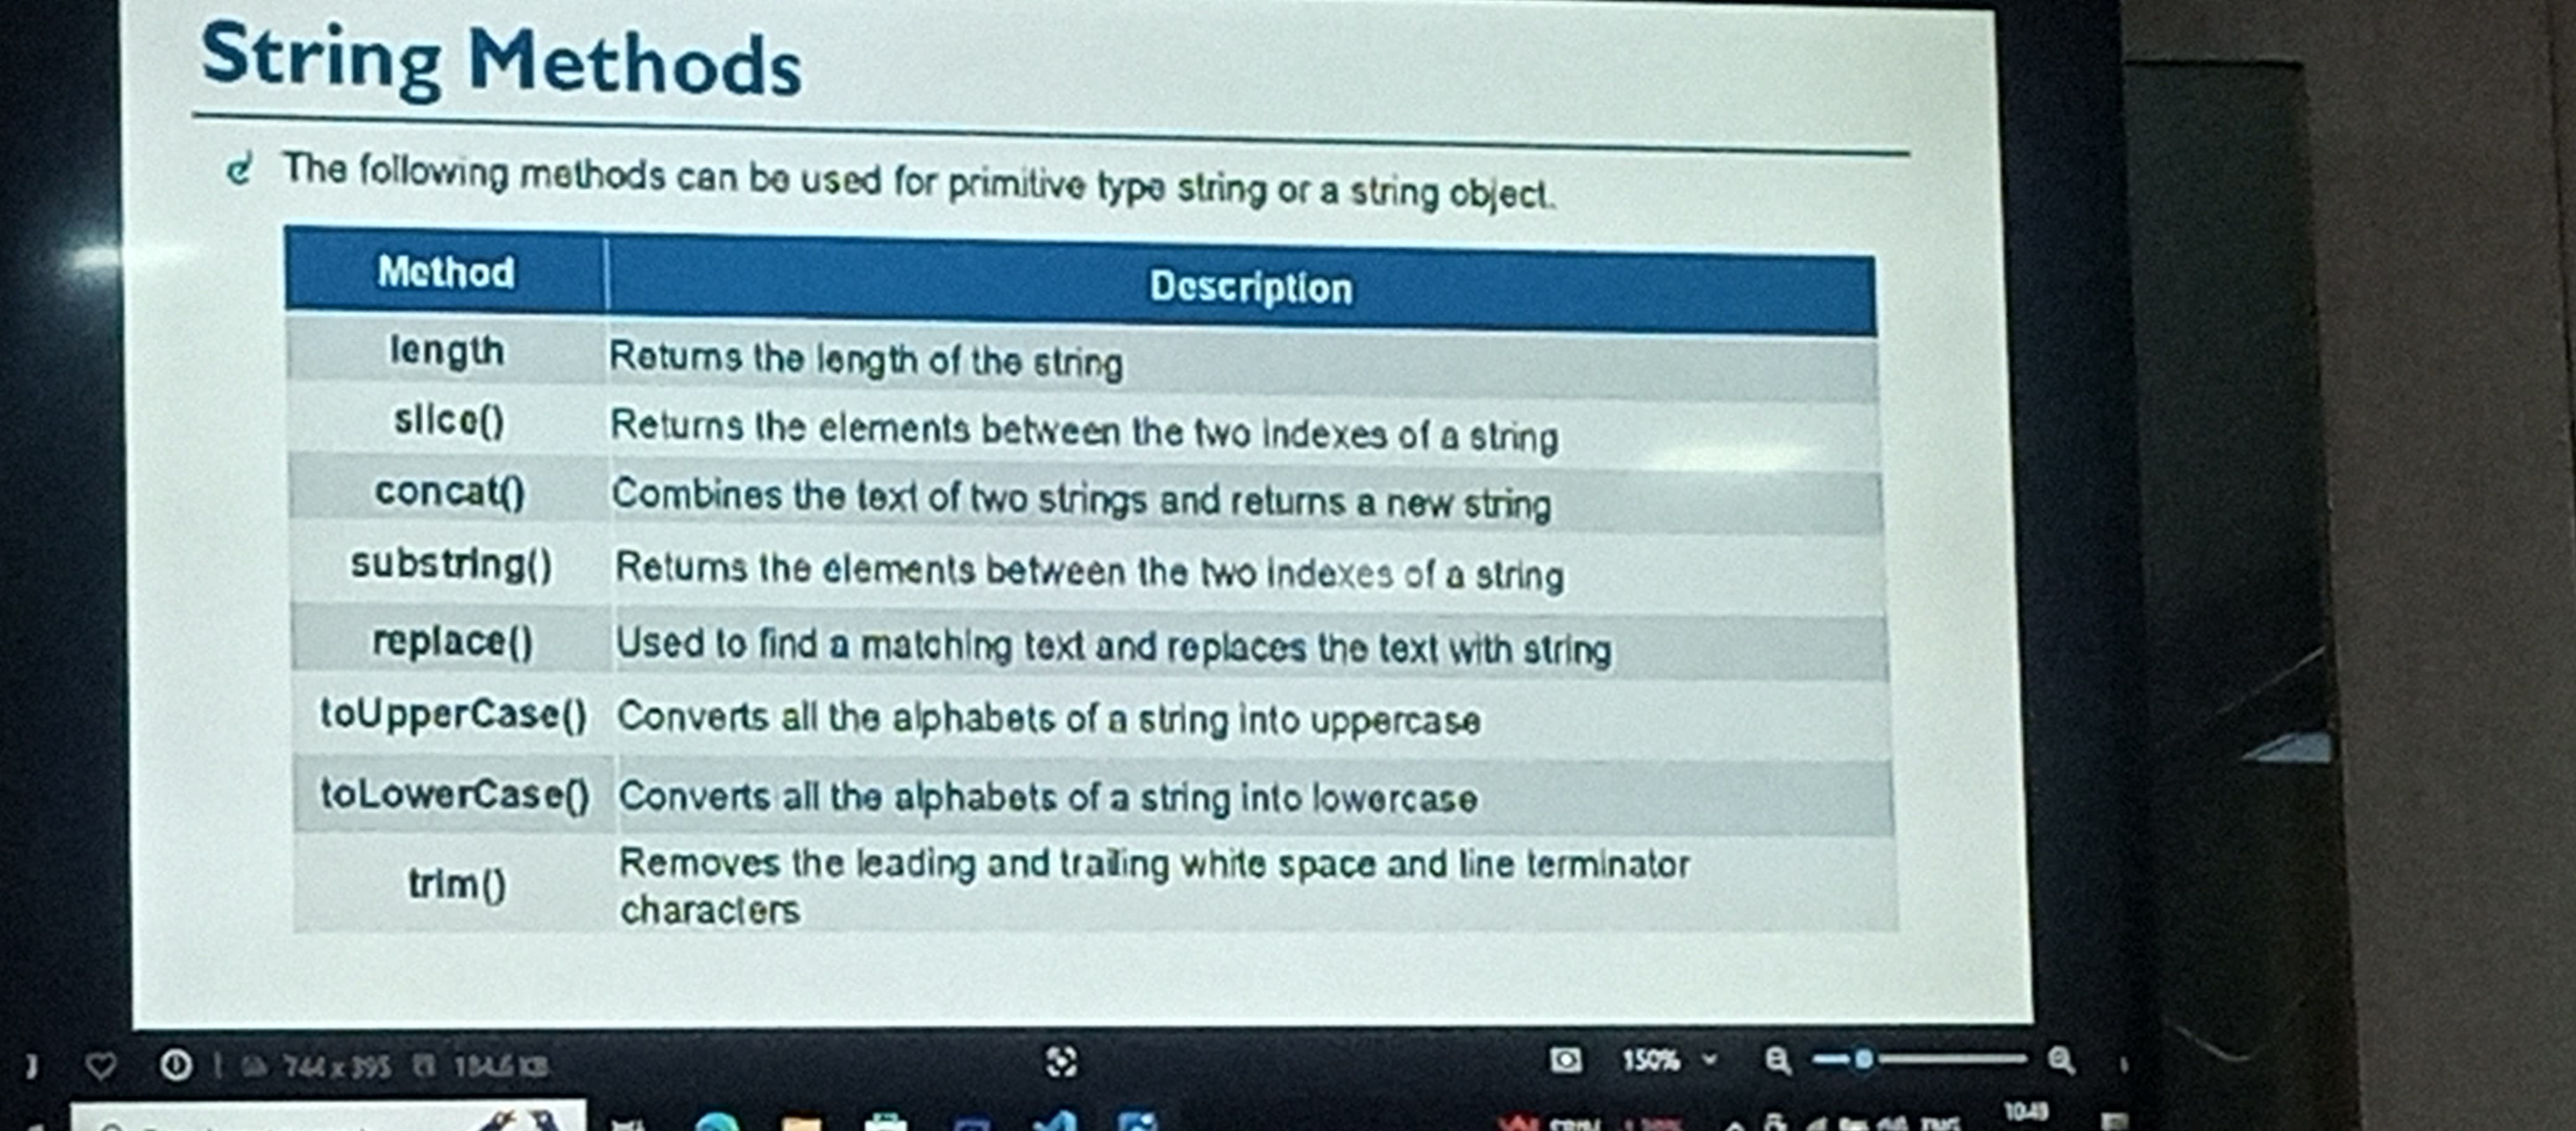 String Methods
The following methods can be used for primitive type string or a string object.
Method Description
length Returns the length of the string
slice() Returns the elements between the two indexes of a string
concat() Combines the text of two strings and returns a new string
substring() Returns the elements between the two indexes of a string
replace() Used to find a matching text and replaces the text with string
toUpperCase() Converts all the alphabets of a string into uppercase
toLowerCase() Converts all the alphabets of a string into lowercase
trim() Removes the leading and trailing white space and line terminator
characters
744 x 395 184.6 KB 150%
10:49